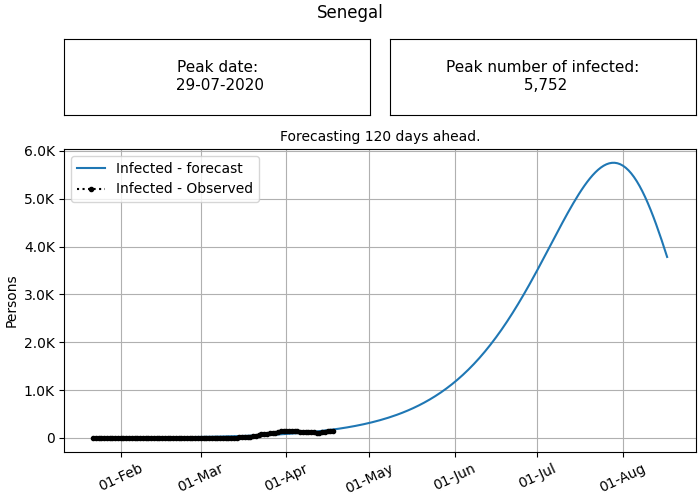 Senegal
Peak date:
29-07-2020
Peak number of infected:
5,752
Forecasting 120 days ahead.
6.0K
5.0K
4.0K
3.0K
2.0K
1.0K
0
Persons
Infected - forecast
Infected - Observed
01-Feb
01-Mar
01-Apr
01-May
01-Jun
01-Jul
01-Aug